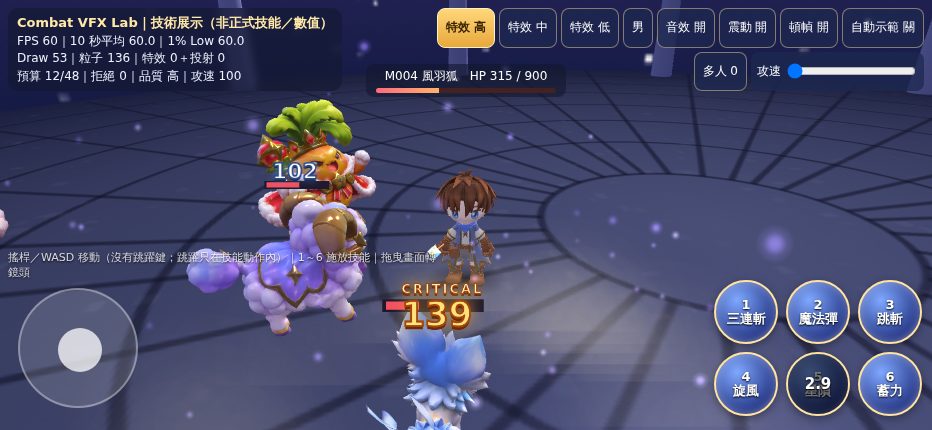 Combat VFX Lab｜技術展示（非正式技能／數值）
FPS 60｜10 秒平均 60.0｜1% Low 60.0
Draw 53｜粒子 136｜特效 0＋投射 0
預算 12/48｜拒絕 0｜品質 高｜攻速 100
特效 高
特效 中
特效 低
男
音效 開
震動 開
頓幀 開
自動示範 關
多人 0
攻速
M004 風羽狐 HP 315 / 900
102
搖桿／WASD 移動（沒有跳躍鍵；跳躍只在技能動作內）｜1～6 施放技能｜拖曳畫面轉
鏡頭
CRITICAL
139
1
三連斬
2
魔法彈
3
跳斬
4
旋風
2.9
6
蓄力